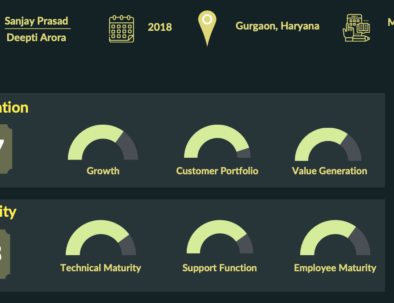 Sanjay Prasad
Deepti Arora
2018
Gurgaon, Haryana
M
ation
7
Growth
Customer Portfolio
Value Generation
ity
Technical Maturity
Support Function
Employee Maturity